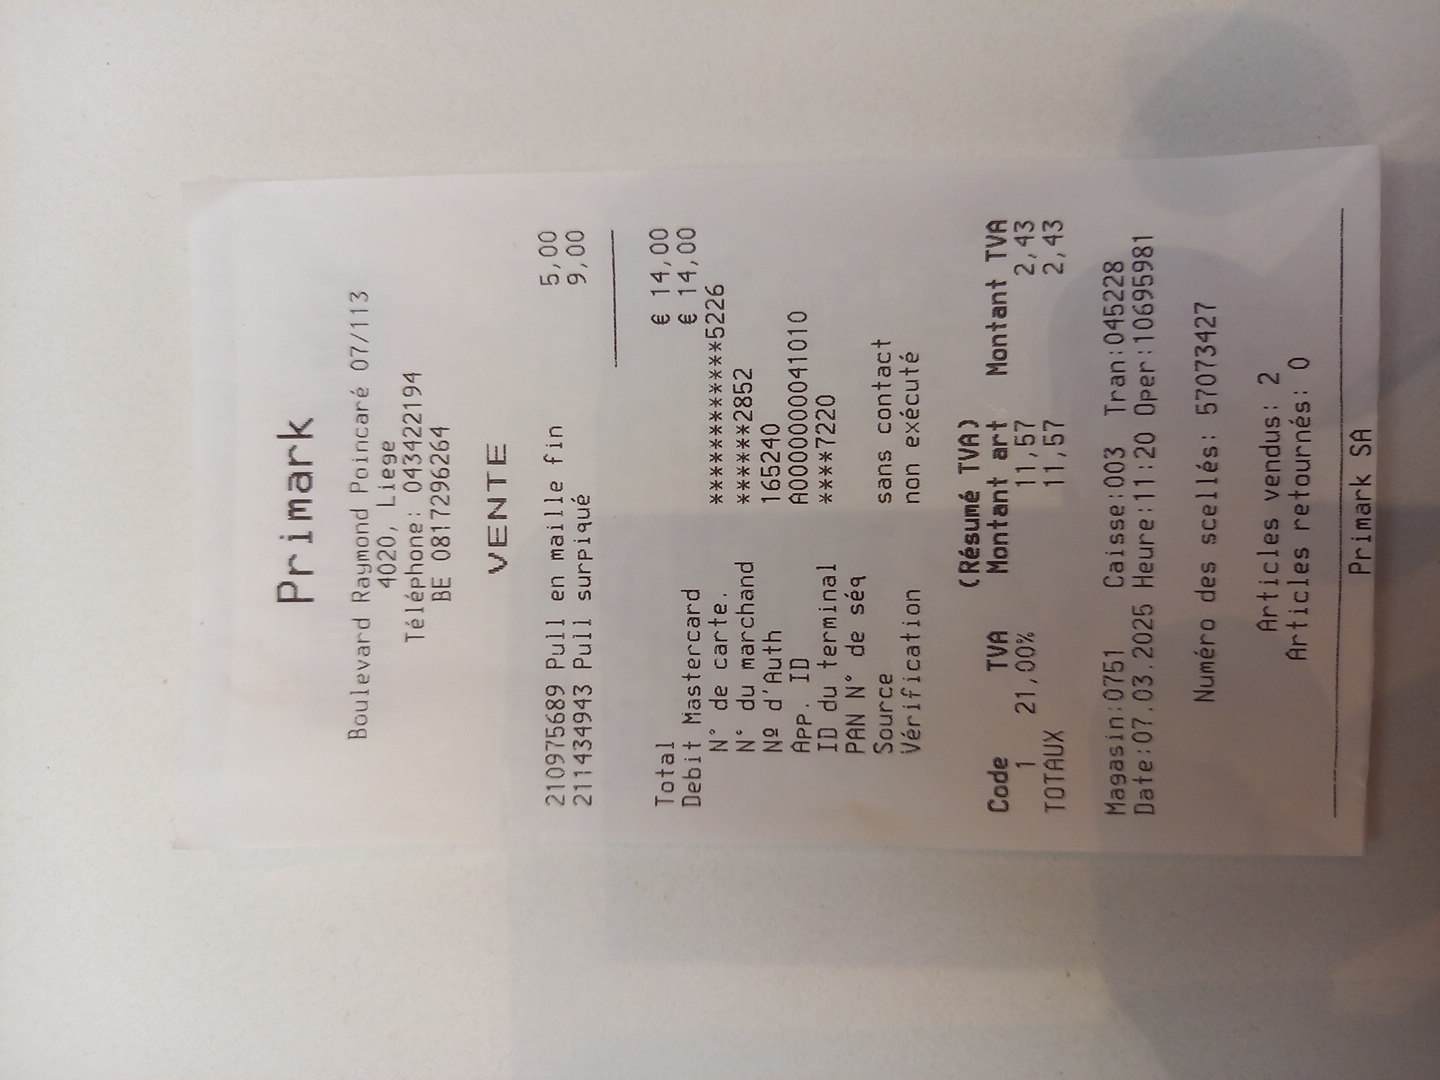 Primark
Boulevard Raymond Poincaré 07/113
4020, Liege
Téléphone: 043422194
BE 0817296264
VENTE
210975689 Pull en maille fin 5,00
211434943 Pull surpiqué 9,00
Total € 14,00
Debit Mastercard € 14,00
N° de carte. ************5226
N° du marchand ******2852
Nº d'Auth 165240
App. ID A0000000041010
ID du terminal ****7220
PAN N° de séq
Source sans contact
Vérification non exécuté
(Résumé TVA)
Code TVA Montant art Montant TVA
1 21,00% 11,57 2,43
TOTAUX 11,57 2,43
Magasin:0751 Caisse:003 Tran:045228
Date:07.03.2025 Heure:11:20 Oper:10695981
Numéro des scellés: 57073427
Articles vendus: 2
Articles retournés: 0
Primark SA